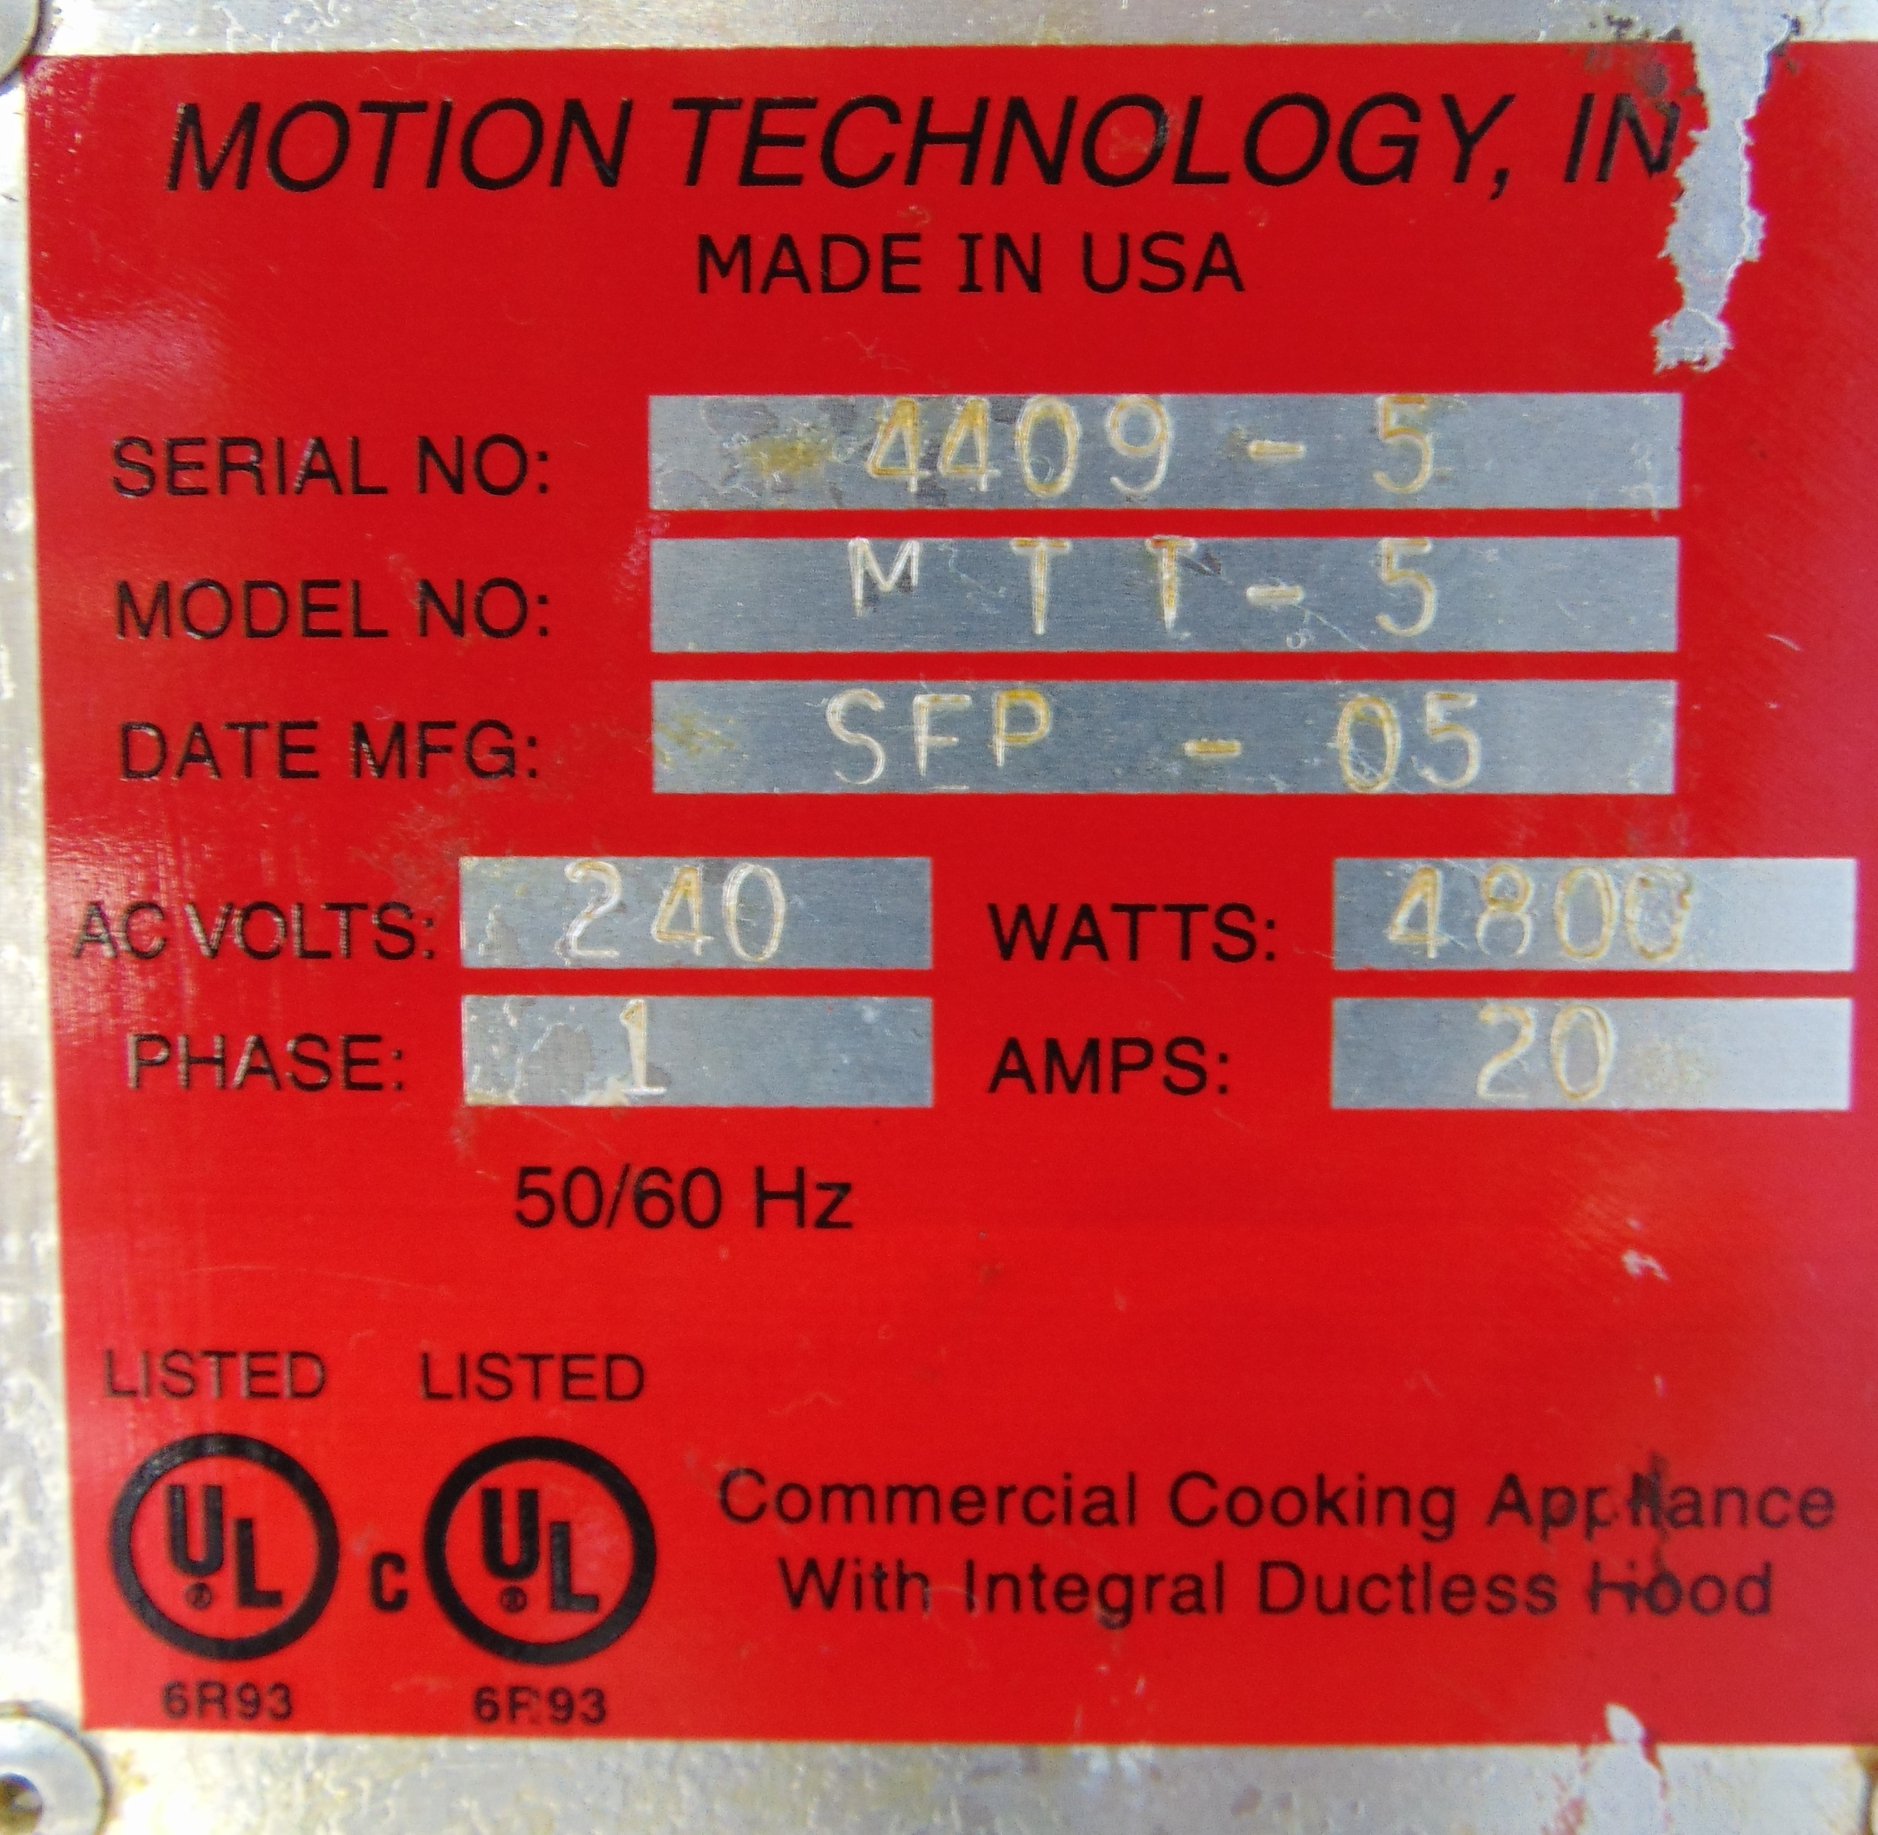 MOTION TECHNOLOGY, IN
MADE IN USA
SERIAL NO: 4409 - 5
MODEL NO: MTT - 5
DATE MFG: SEP - 05
AC VOLTS: 240 WATTS: 4800
PHASE: 1 AMPS: 20
50/60 Hz
LISTED LISTED
UL® C UL®
6R93 6R93
Commercial Cooking Appliance
With Integral Ductless Hood